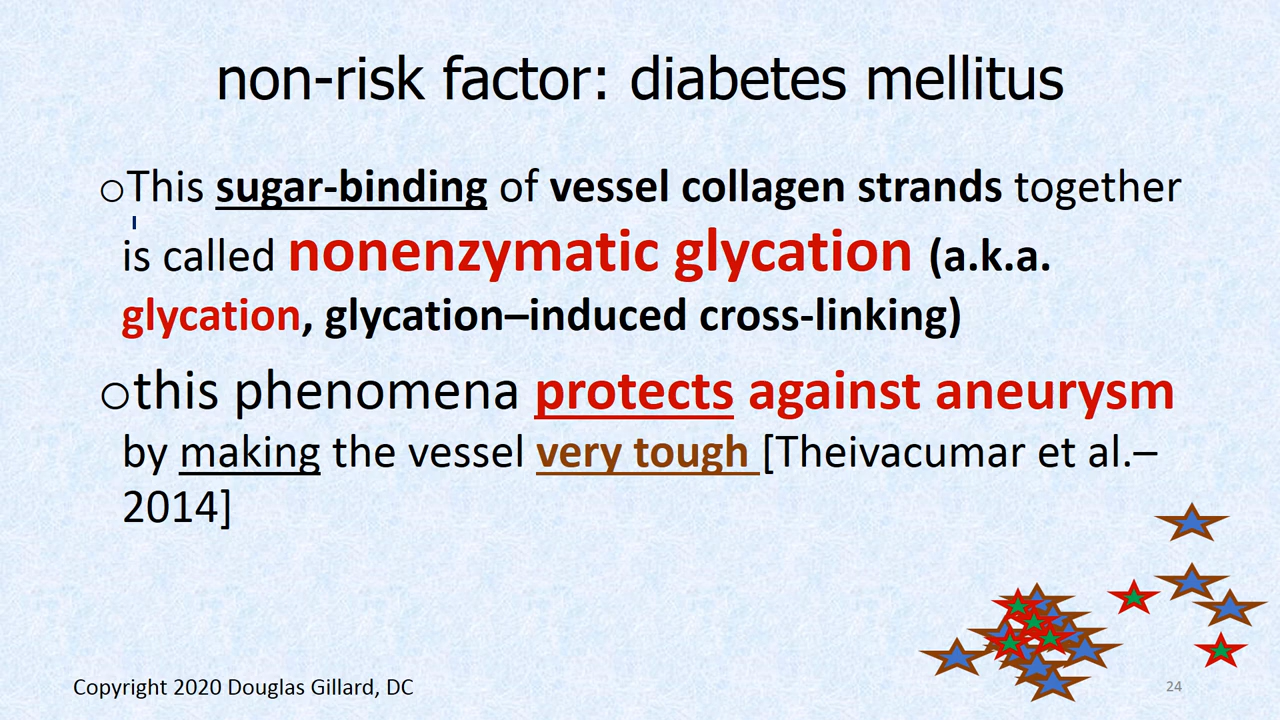 non-risk factor: diabetes mellitus
This sugar-binding of vessel collagen strands together
is called nonenzymatic glycation (a.k.a.
glycation, glycation–induced cross-linking)
this phenomena protects against aneurysm
by making the vessel very tough [Theivacumar et al.–
2014]
Copyright 2020 Douglas Gillard, DC
24